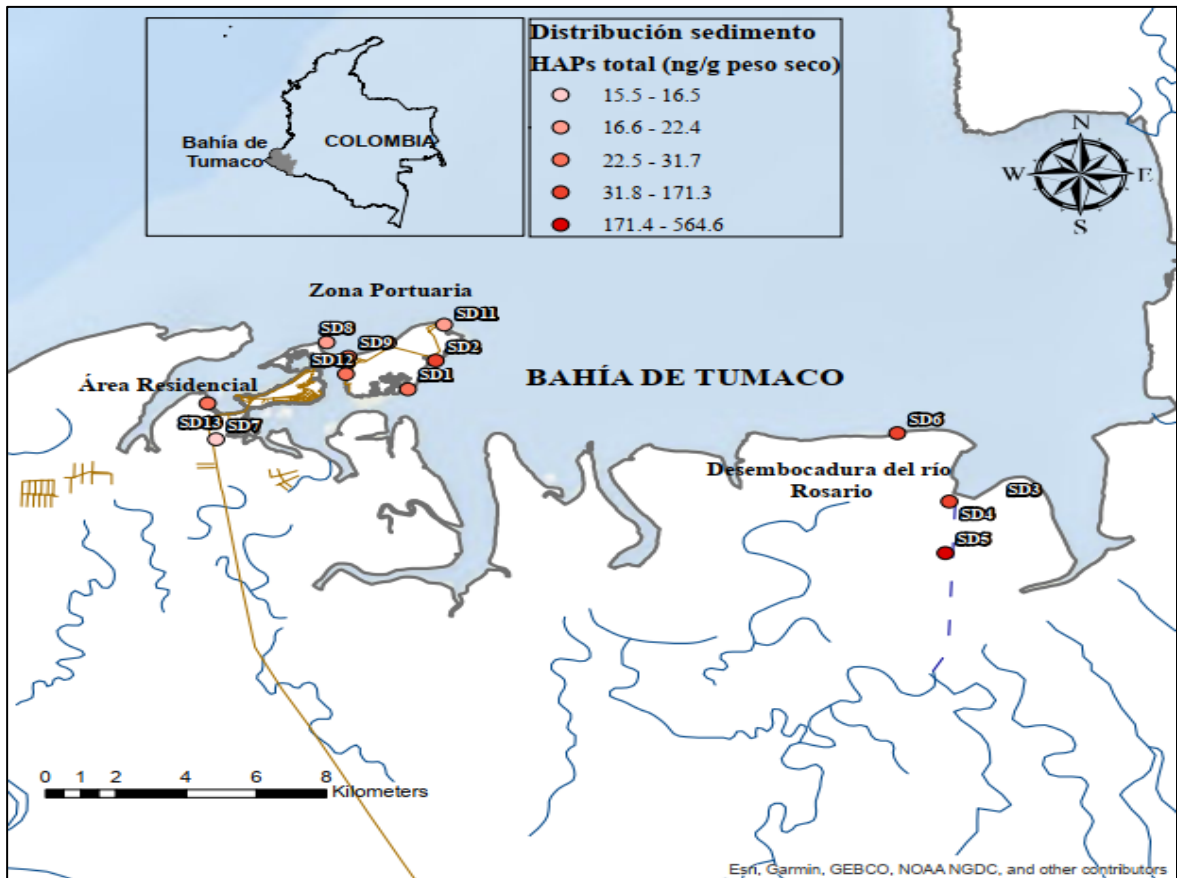 Distribución sedimento
HAPs total (ng/g peso seco)
15.5 - 16.5
16.6 - 22.4
22.5 - 31.7
31.8 - 171.3
171.4 - 564.6
COLOMBIA
Bahía de
Tumaco
N
W
E
S
Zona Portuaria
SD11
SD8
SD9
SD2
SD12
SD1
Área Residencial
BAHÍA DE TUMACO
SD13
SD7
SD6
Desembocadura del río
Rosario
SD3
SD4
SD5
0 1 2 4 6 8
Kilometers
Esri, Garmin, GEBCO, NOAA NGDC, and other contributors